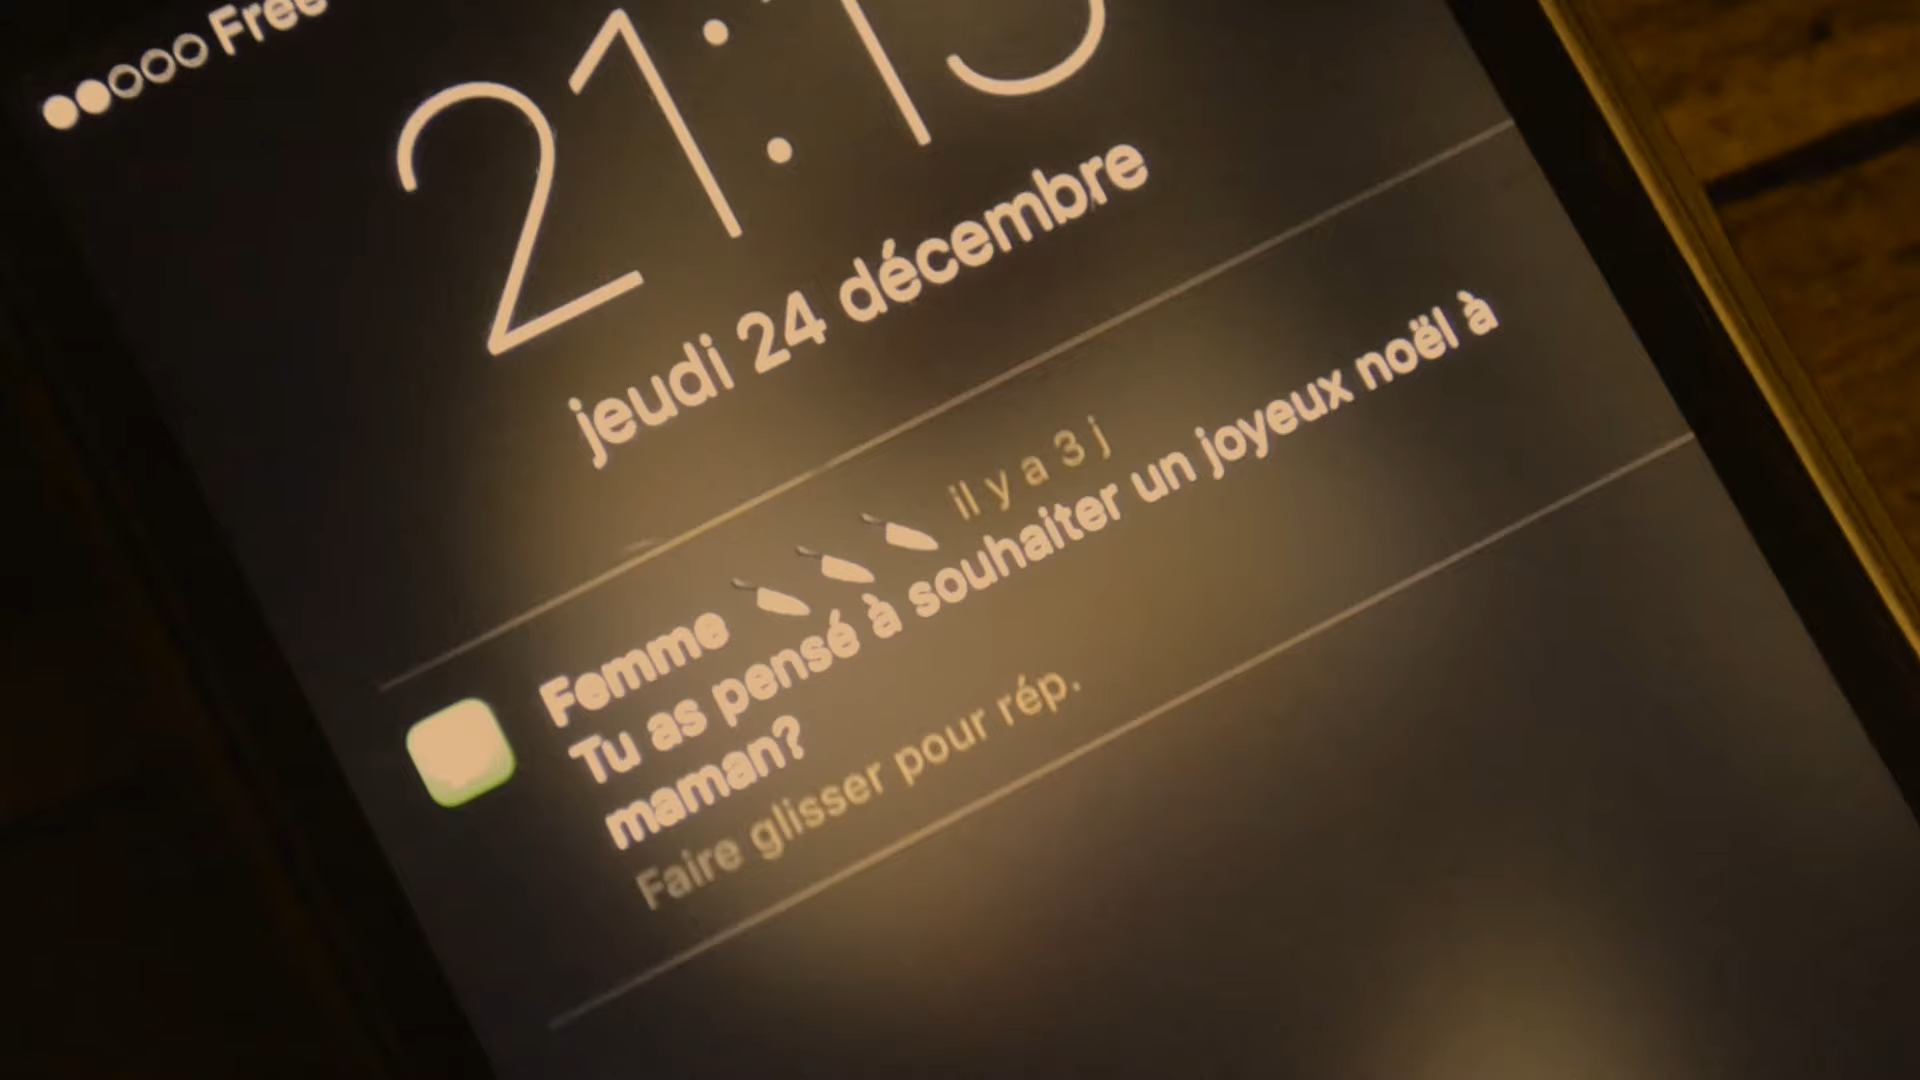 Free
21:15
jeudi 24 décembre
Femme il y a 3 j
Tu as pensé à souhaiter un joyeux noël à
maman?
Faire glisser pour rép.